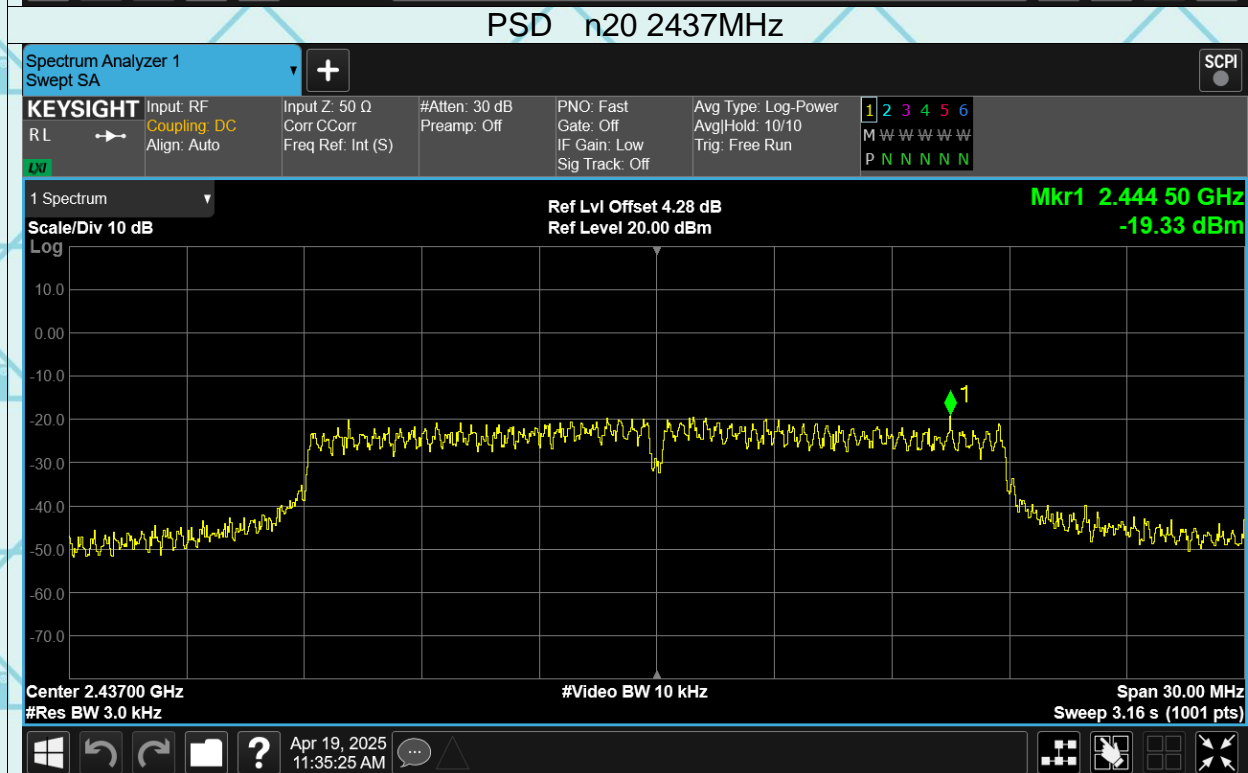 PSD n20 2437MHz
Spectrum Analyzer 1
Swept SA
+
SCPI
KEYSIGHT
RL
LXI
Input: RF
Coupling: DC
Align: Auto
Input Z: 50 Ω
Corr CCorr
Freq Ref: Int (S)
#Atten: 30 dB
Preamp: Off
PNO: Fast
Gate: Off
IF Gain: Low
Sig Track: Off
Avg Type: Log-Power
Avg|Hold: 10/10
Trig: Free Run
1 2 3 4 5 6
M W W W W W
P N N N N N
1 Spectrum
Scale/Div 10 dB
Log
Ref Lvl Offset 4.28 dB
Ref Level 20.00 dBm
Mkr1 2.444 50 GHz
-19.33 dBm
10.0
0.00
-10.0
1
-20.0
-30.0
-40.0
-50.0
-60.0
-70.0
Center 2.43700 GHz
#Res BW 3.0 kHz
#Video BW 10 kHz
Span 30.00 MHz
Sweep 3.16 s (1001 pts)
?
Apr 19, 2025
11:35:25 AM